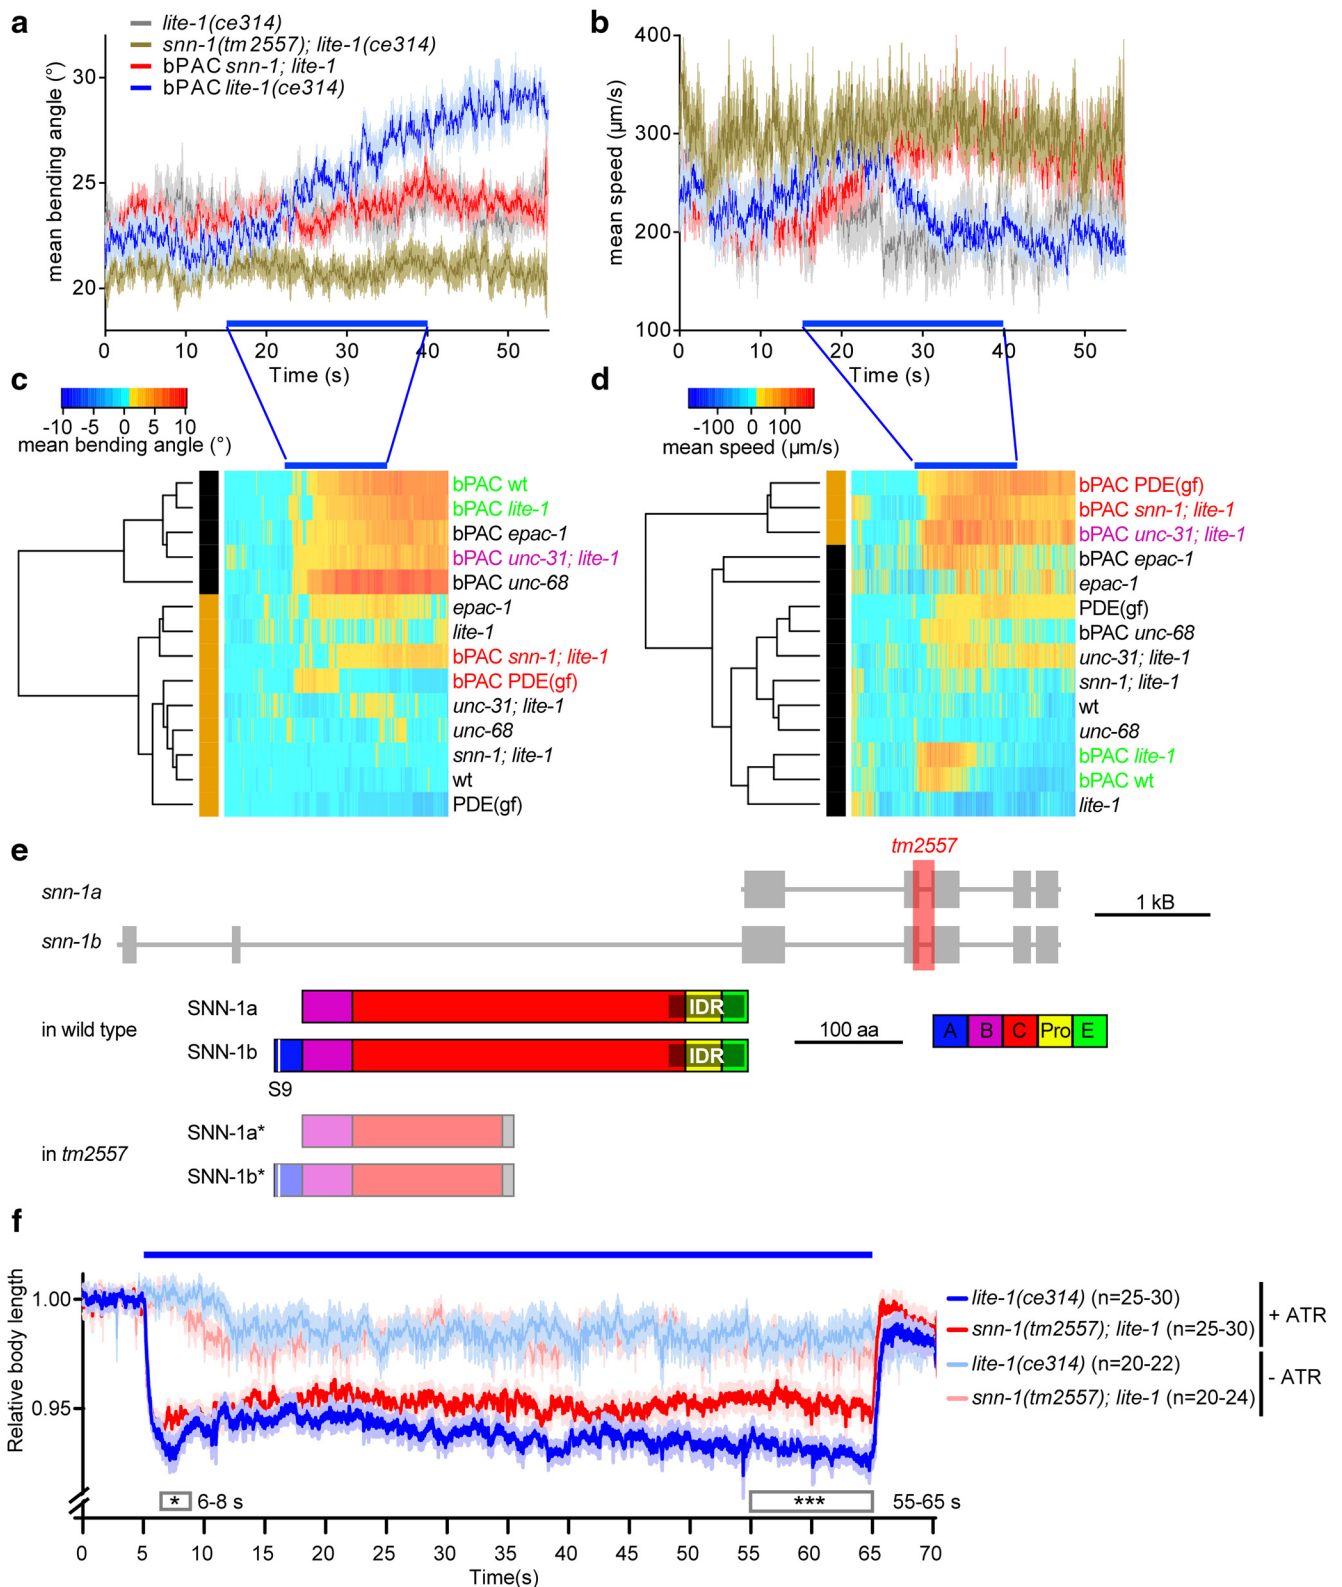 a
lite-1(ce314)
snn-1(tm2557); lite-1(ce314)
bPAC snn-1; lite-1
bPAC lite-1(ce314)
mean bending angle (°)
30
25
20
0 10 20 30 40 50
Time (s)
b
mean speed (µm/s)
400
300
200
100
0 10 20 30 40 50
Time (s)
c
-10 -5 0 5 10
mean bending angle (°)
bPAC wt
bPAC lite-1
bPAC epac-1
bPAC unc-31; lite-1
bPAC unc-68
epac-1
lite-1
bPAC snn-1; lite-1
bPAC PDE(gf)
unc-31; lite-1
unc-68
snn-1; lite-1
wt
PDE(gf)
d
-100 0 100
mean speed (µm/s)
bPAC PDE(gf)
bPAC snn-1; lite-1
bPAC unc-31; lite-1
bPAC epac-1
epac-1
PDE(gf)
bPAC unc-68
unc-31; lite-1
snn-1; lite-1
wt
unc-68
bPAC lite-1
bPAC wt
lite-1
e
tm2557
snn-1a
1 kB
snn-1b
in wild type
SNN-1a
IDR
SNN-1b
IDR
S9
100 aa
A B C Pro E
in tm2557
SNN-1a*
SNN-1b*
f
Relative body length
1.00
0.95
* 6-8 s
*** 55-65 s
0 5 10 15 20 25 30 35 40 45 50 55 60 65 70
Time(s)
lite-1(ce314) (n=25-30)
snn-1(tm2557); lite-1 (n=25-30)
+ ATR
lite-1(ce314) (n=20-22)
snn-1(tm2557); lite-1 (n=20-24)
- ATR